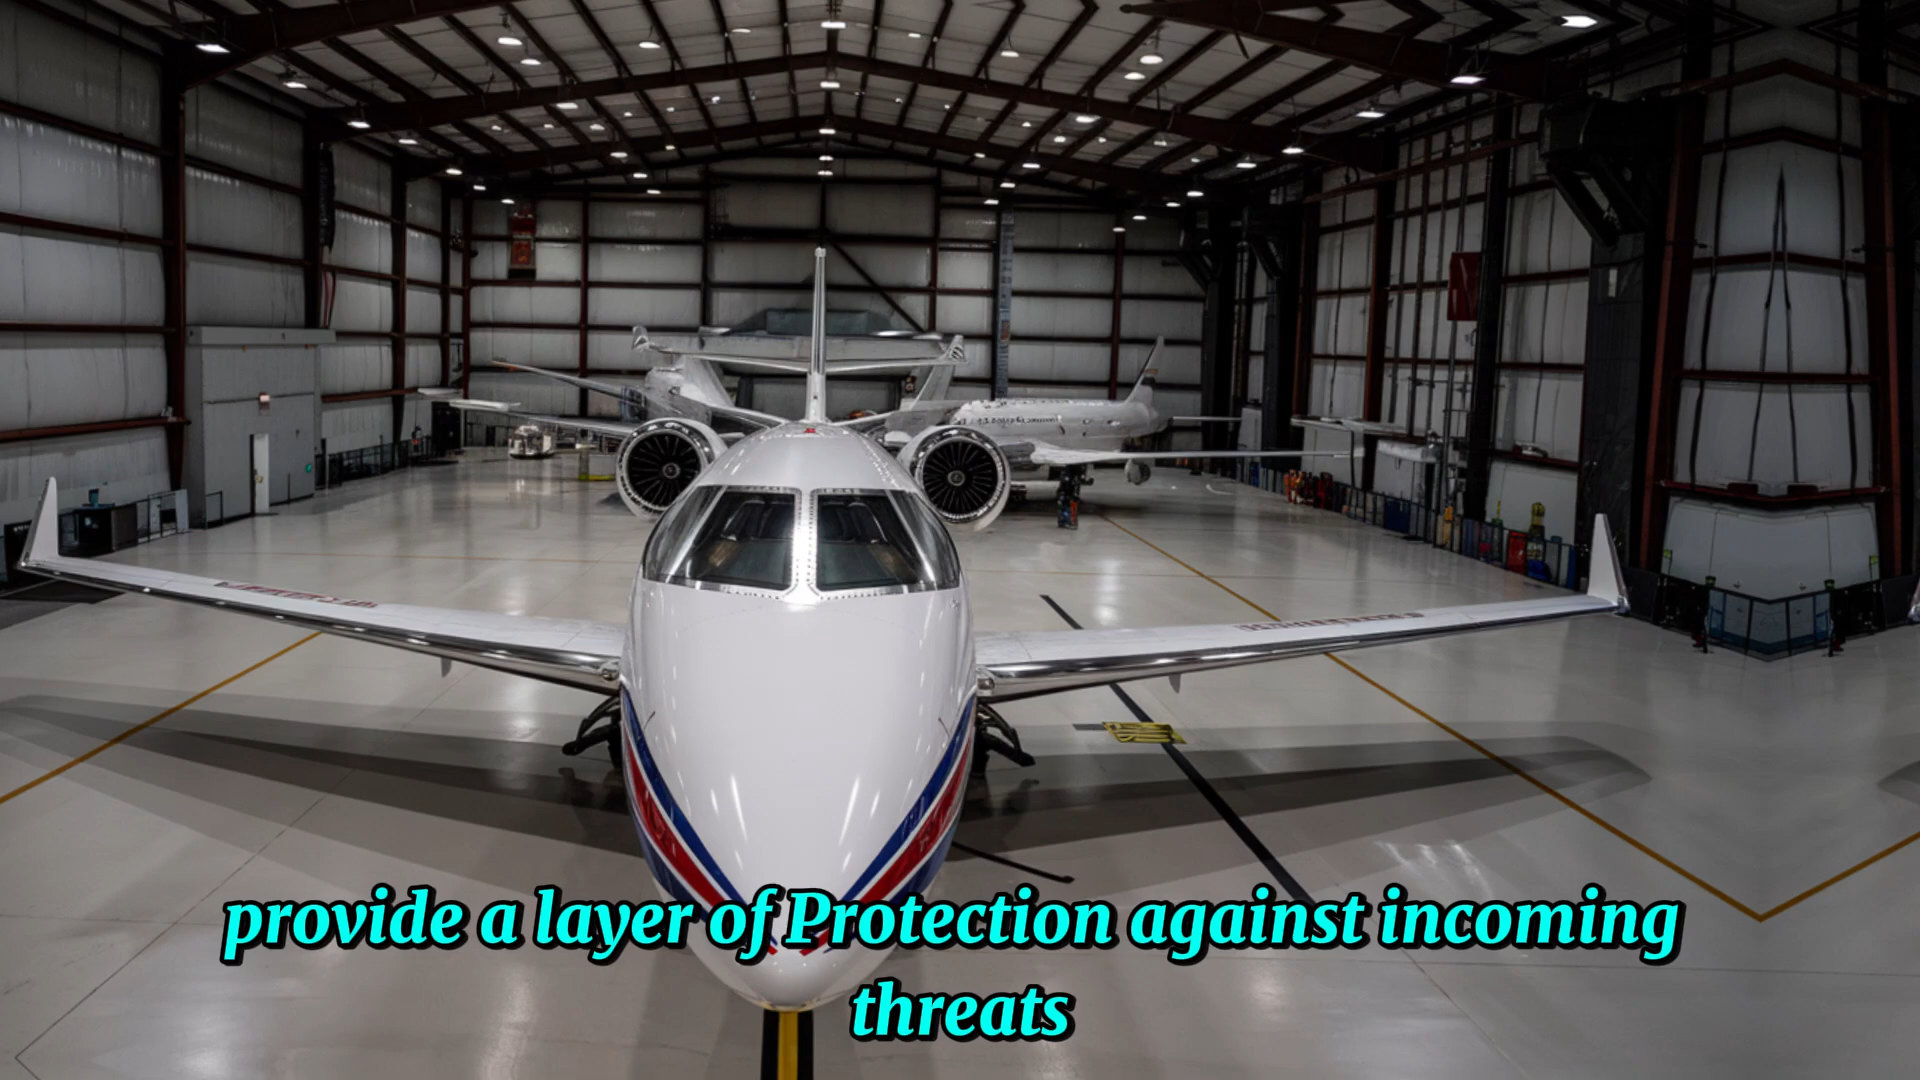 provide a layer of Protection against incoming
threats